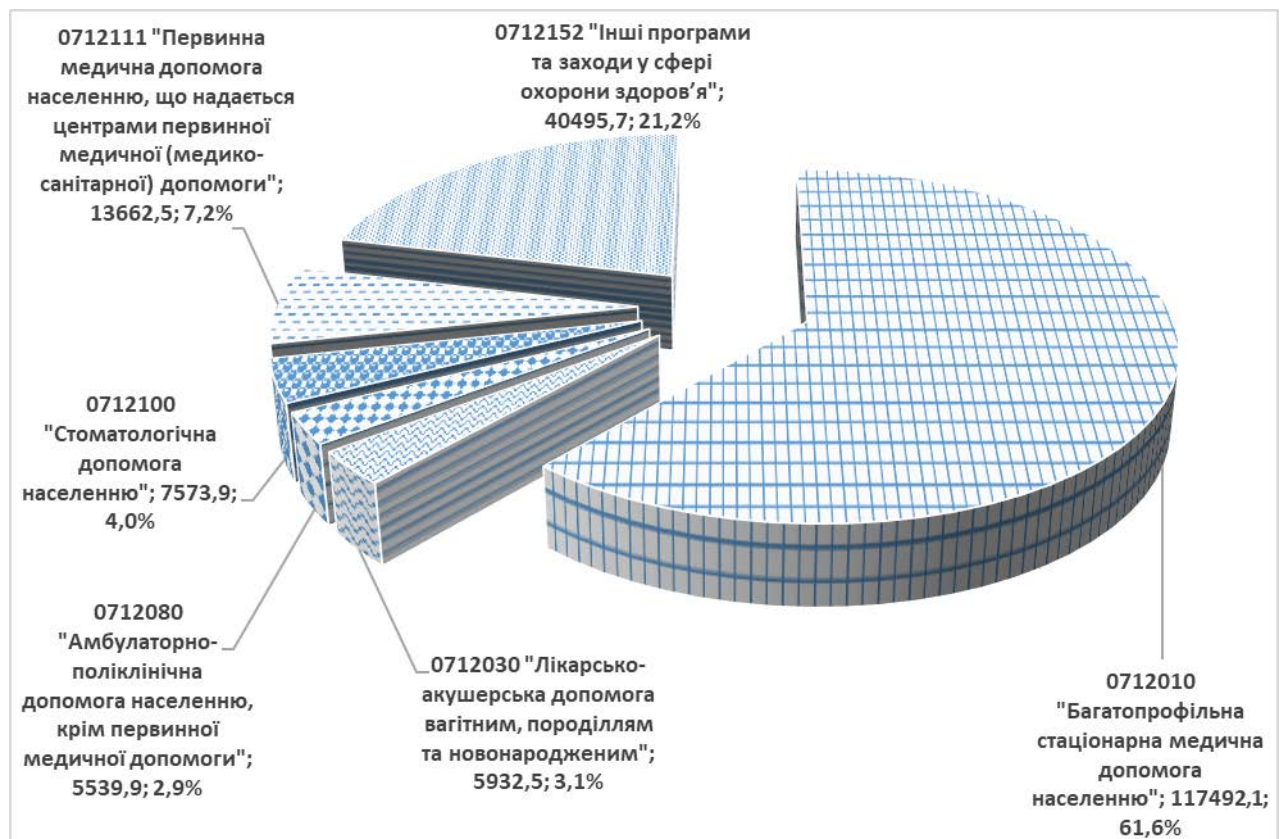 0712111 "Первинна
медична допомога
населенню, що надається
центрами первинної
медичної (медико-
санітарної) допомоги";
13662,5; 7,2%
0712152 "Інші програми
та заходи у сфері
охорони здоров’я";
40495,7; 21,2%
0712100
"Стоматологічна
допомога
населенню"; 7573,9;
4,0%
0712080
"Амбулаторно-
поліклінічна
допомога населенню,
крім первинної
медичної допомоги";
5539,9; 2,9%
0712030 "Лікарсько-
акушерська допомога
вагітним, породіллям
та новонародженим";
5932,5; 3,1%
0712010
"Багатопрофільна
стаціонарна медична
допомога
населенню"; 117492,1;
61,6%